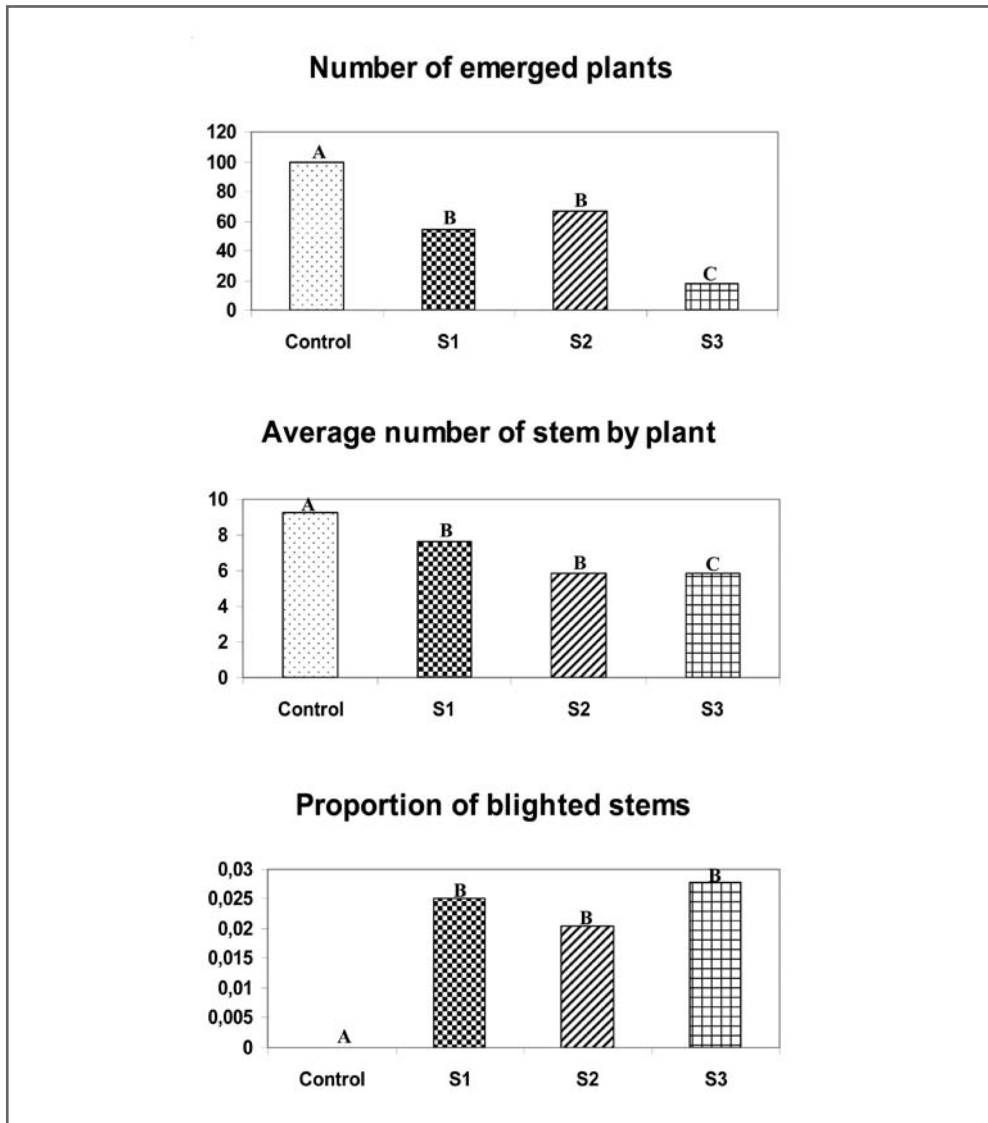 Number of emerged plants
120
100
80
60
40
20
0
A
B
B
C
Control S1 S2 S3
Average number of stem by plant
10
8
6
4
2
0
A
B
B
C
Control S1 S2 S3
Proportion of blighted stems
0,03
0,025
0,02
0,015
0,01
0,005
0
A
B
B
B
Control S1 S2 S3